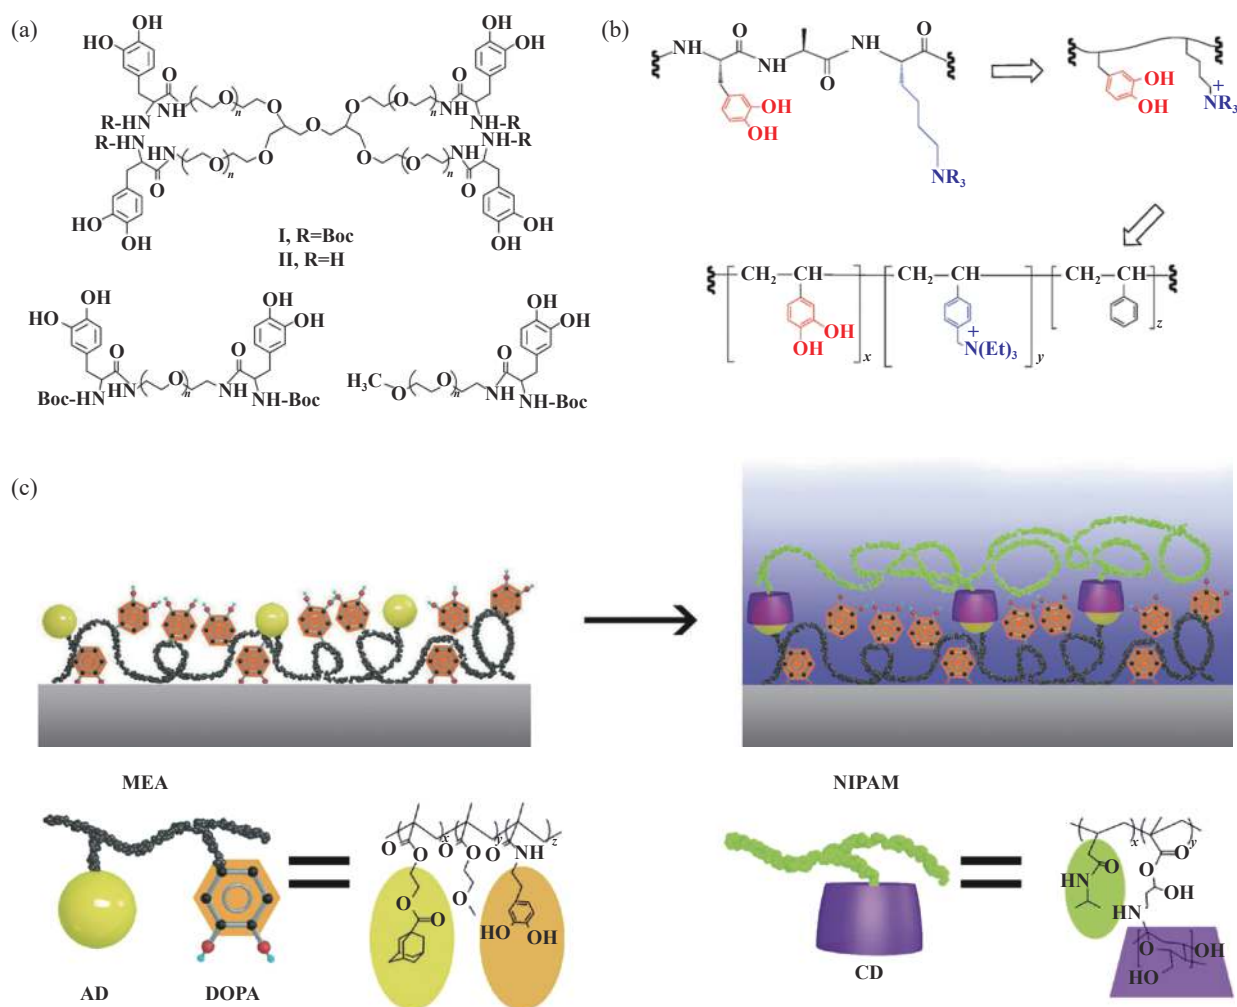 (a)
OH OH
HO OH
O O
NH O O O O NH
R-HN n O O n NH-R
R-HN O NH-R
HN O O O O HN
n n
O O
HO OH
OH OH
I, R=Boc
II, R=H
OH OH
HO OH
O O
Boc-HN HN O n NH NH-Boc
OH
OH
O
H3C O O n NH NH-Boc
(b)
NH O NH O
NH O
OH
OH
NR3
OH
OH
+
NR3
CH2 CH CH2 CH CH2 CH
OH
OH
x
+
N(Et)3
y
z
(c)
MEA
NIPAM
AD
DOPA
x y z
O O O O O NH
O
O O
HO OH
CD
x y
O O O
HN OH
HN
O O OH
HO